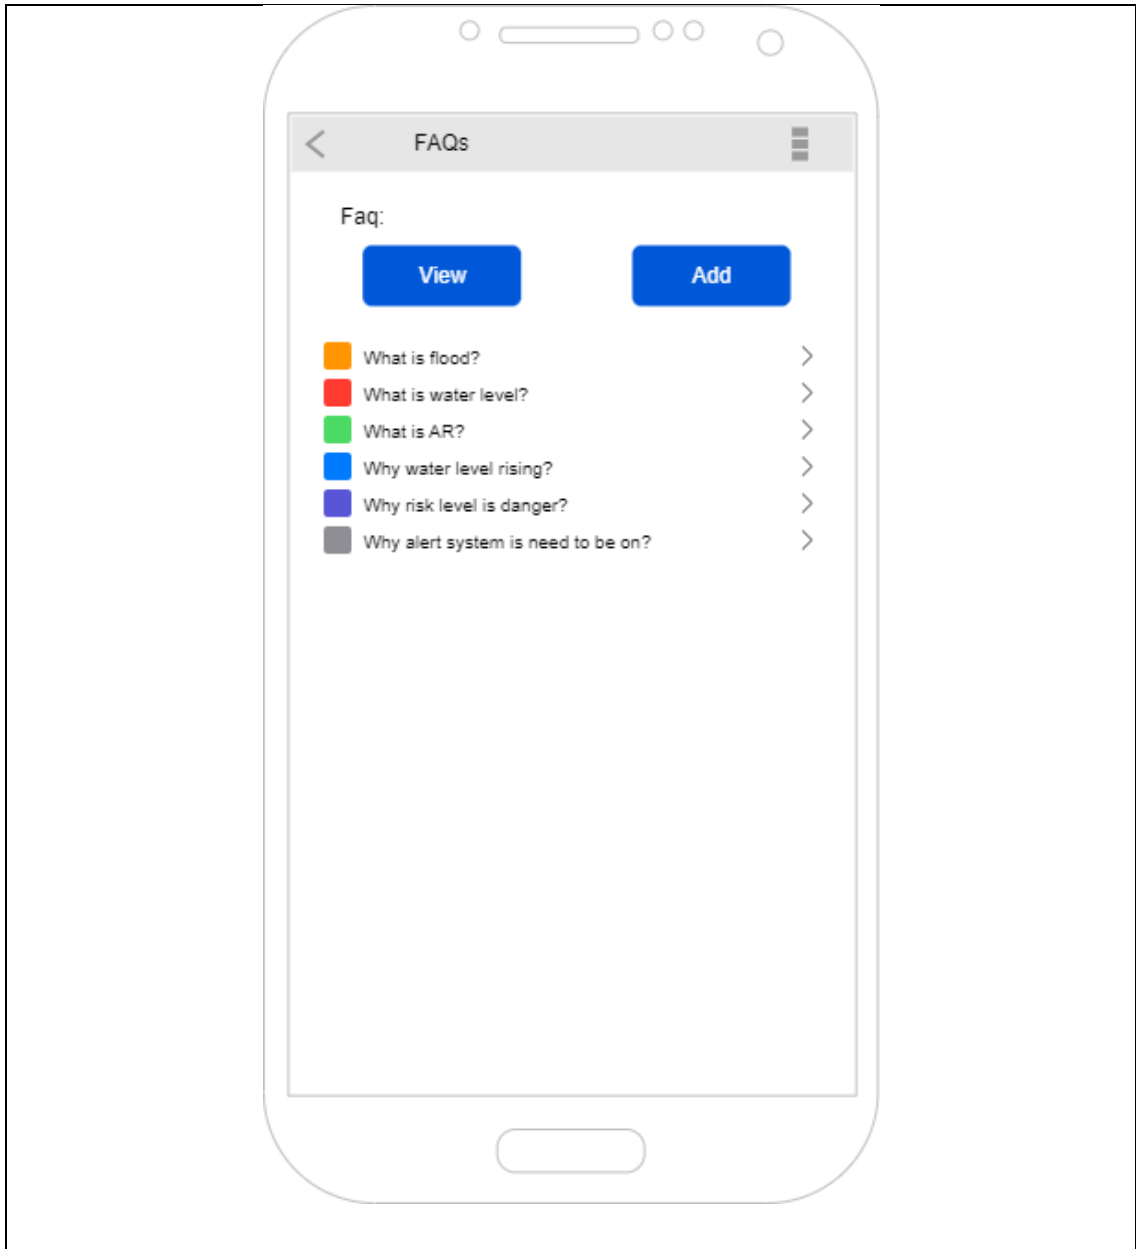 FAQs
Faq:
View Add
What is flood?
What is water level?
What is AR?
Why water level rising?
Why risk level is danger?
Why alert system is need to be on?